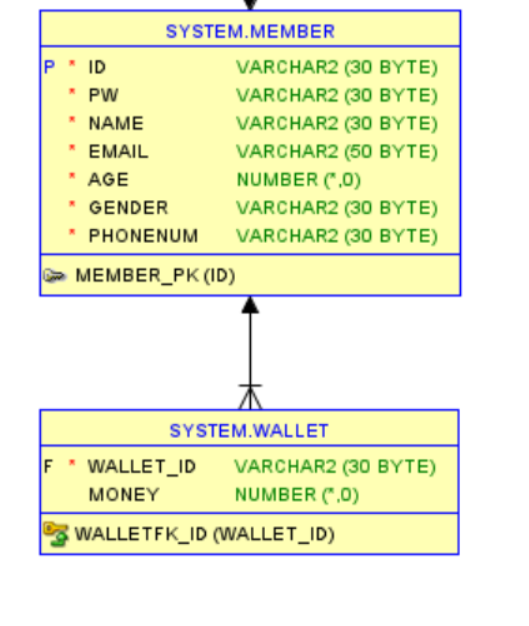 SYSTEM.MEMBER
P * ID VARCHAR2 (30 BYTE)
* PW VARCHAR2 (30 BYTE)
* NAME VARCHAR2 (30 BYTE)
* EMAIL VARCHAR2 (50 BYTE)
* AGE NUMBER (*,0)
* GENDER VARCHAR2 (30 BYTE)
* PHONENUM VARCHAR2 (30 BYTE)
MEMBER_PK (ID)
SYSTEM.WALLET
F * WALLET_ID VARCHAR2 (30 BYTE)
MONEY NUMBER (*,0)
WALLETFK_ID (WALLET_ID)